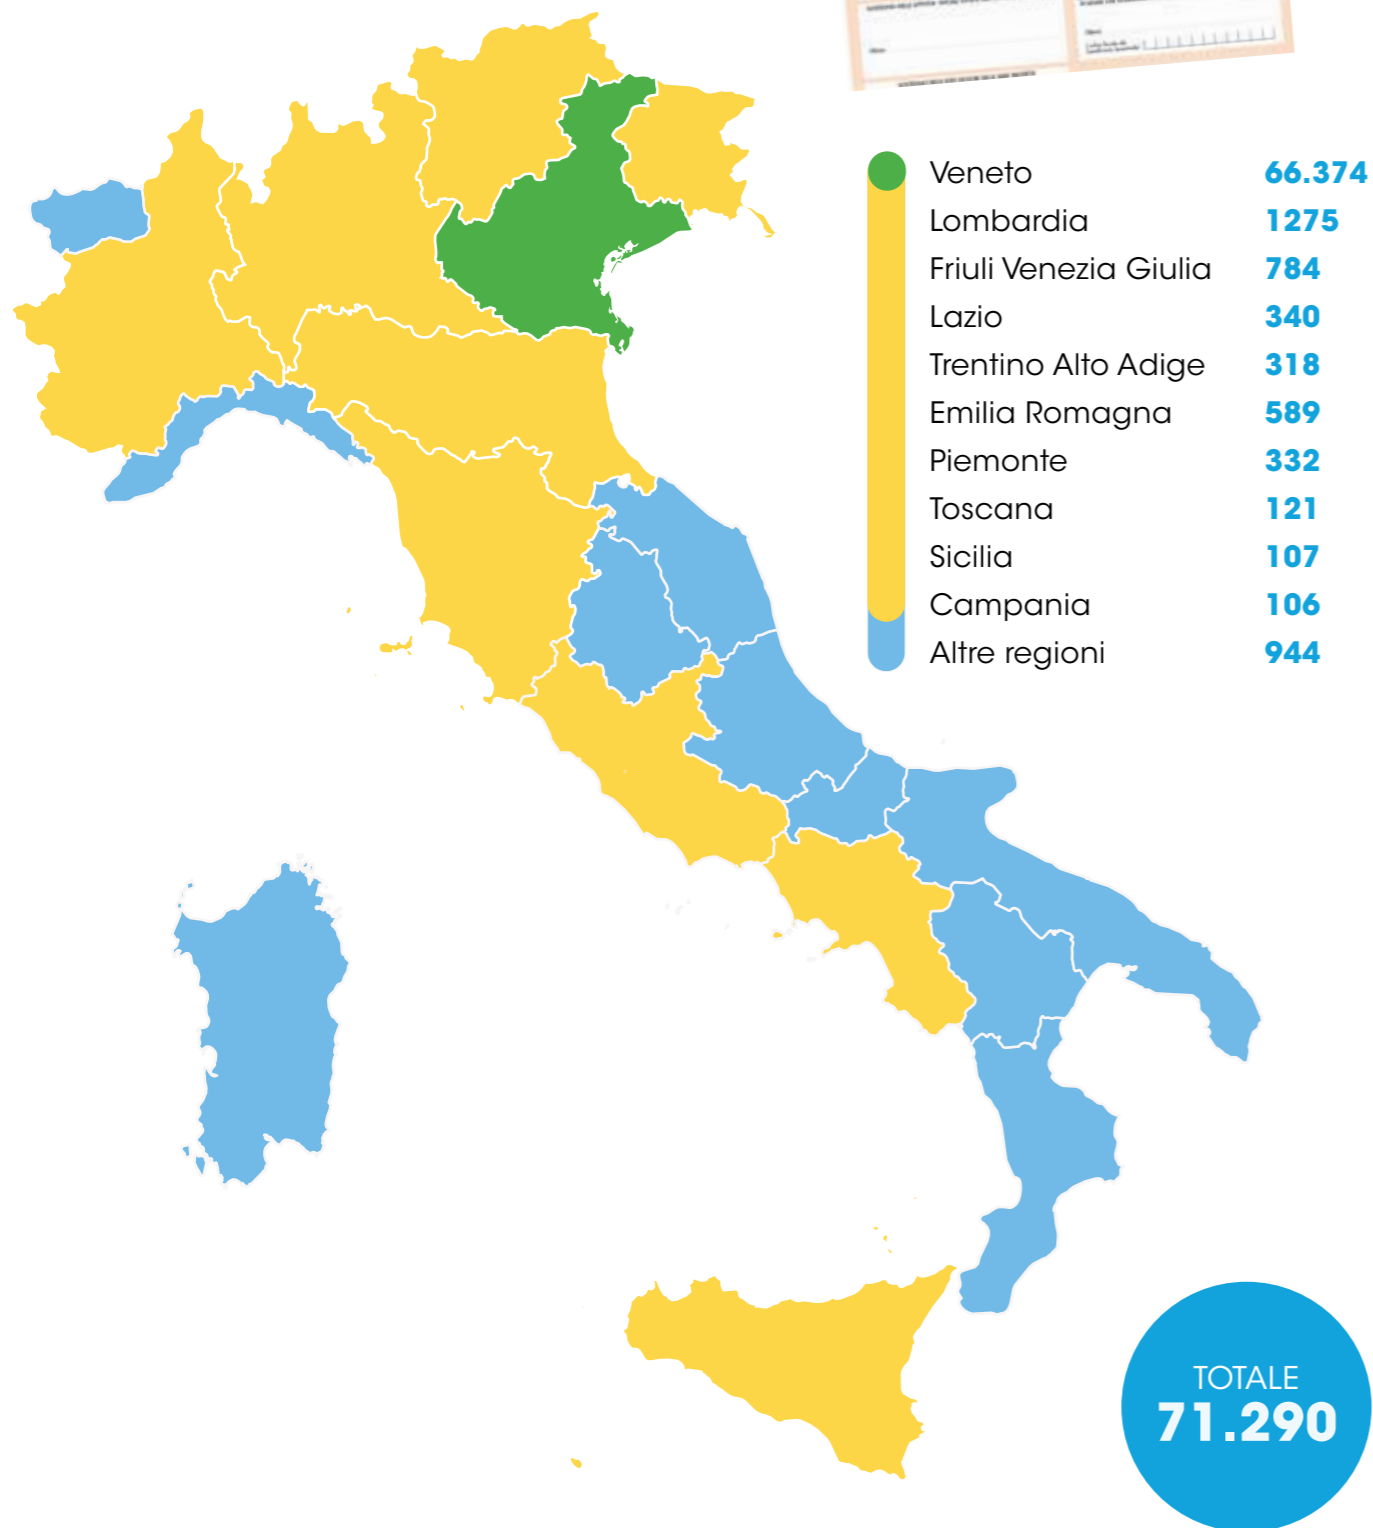 Veneto 66.374
Lombardia 1275
Friuli Venezia Giulia 784
Lazio 340
Trentino Alto Adige 318
Emilia Romagna 589
Piemonte 332
Toscana 121
Sicilia 107
Campania 106
Altre regioni 944
TOTALE
71.290